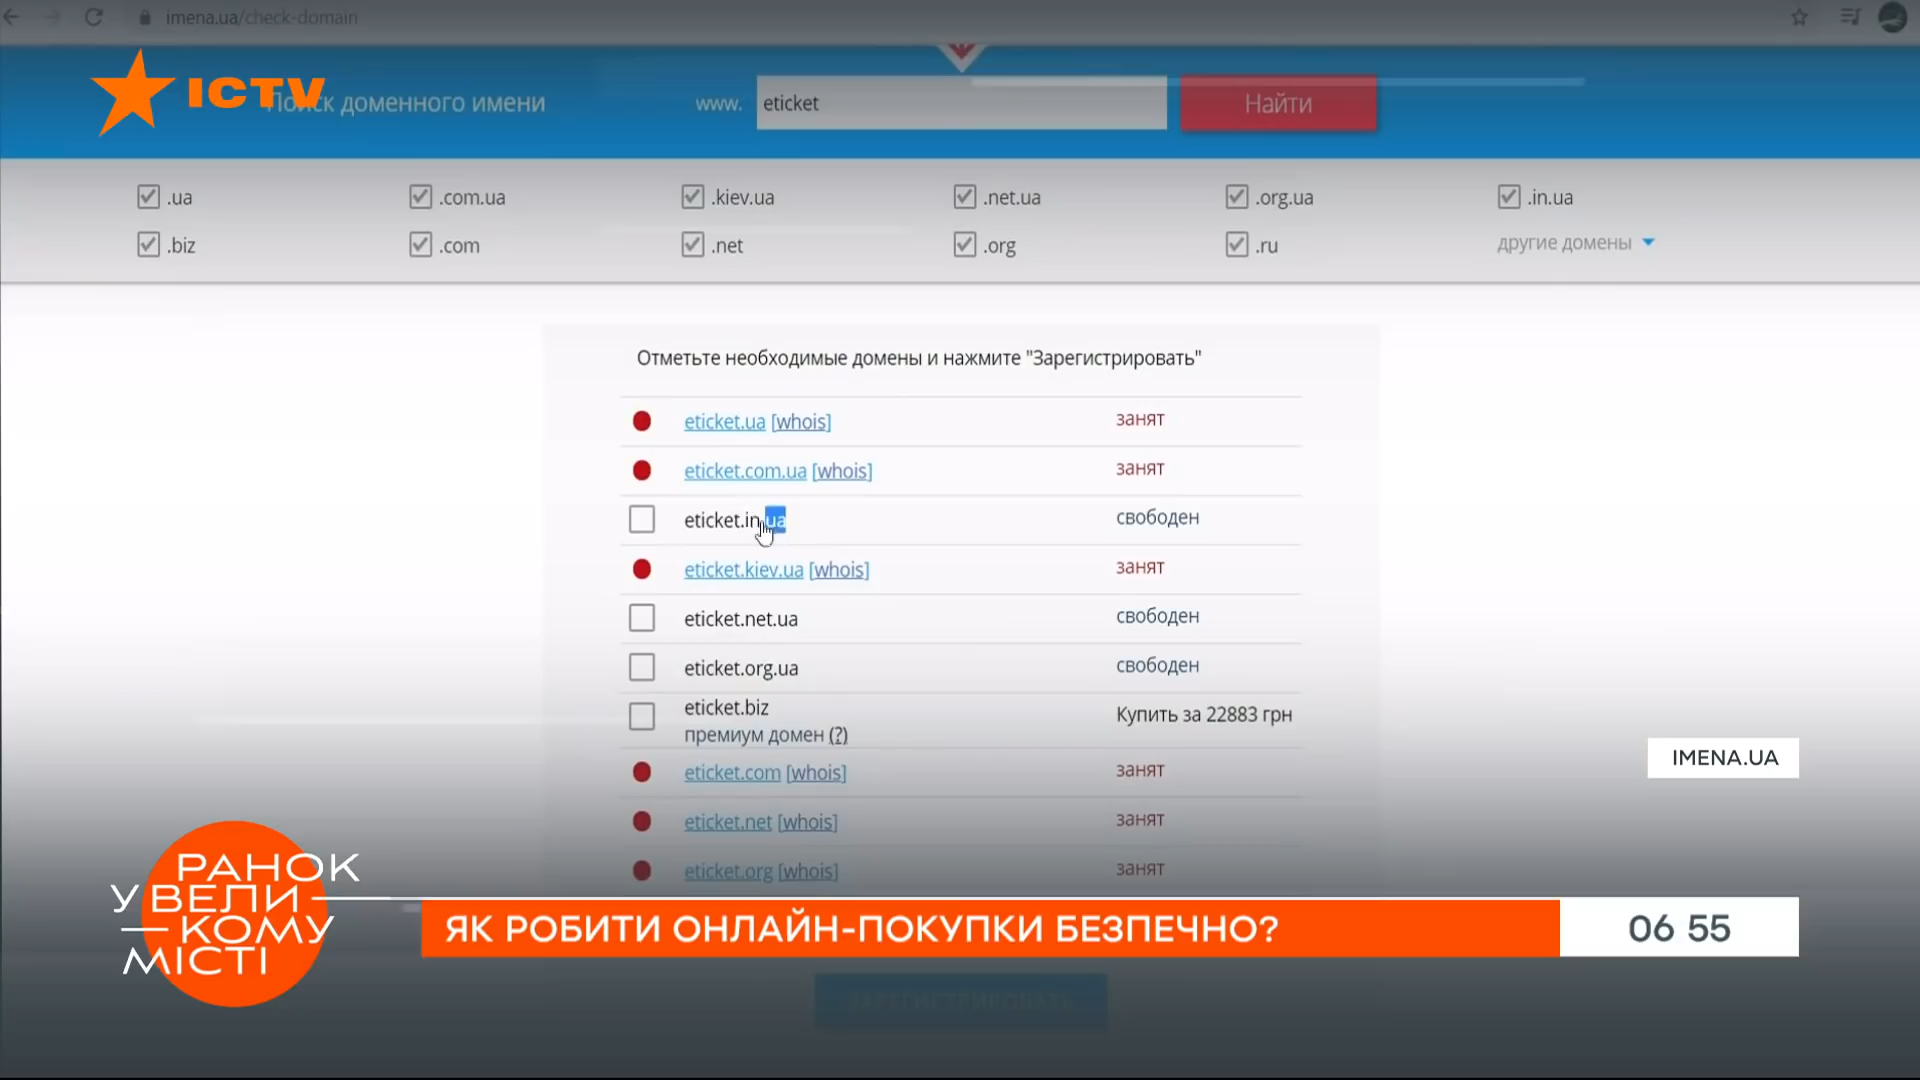 imena.ua/check-domain
ICTV
Поиск доменного имени
www.
eticket
Найти
.ua
.com.ua
.kiev.ua
.net.ua
.org.ua
.in.ua
.biz
.com
.net
.org
.ru
другие домены
Отметьте необходимые домены и нажмите "Зарегистрировать"
eticket.ua [whois] занят
eticket.com.ua [whois] занят
eticket.in.ua свободен
eticket.kiev.ua [whois] занят
eticket.net.ua свободен
eticket.org.ua свободен
eticket.biz
премиум домен (?)
Купить за 22883 грн
eticket.com [whois] занят
eticket.net [whois] занят
eticket.org [whois] занят
IMENA.UA
РАНОК
У ВЕЛИ
КОМУ
МІСТІ
ЯК РОБИТИ ОНЛАЙН-ПОКУПКИ БЕЗПЕЧНО?
06 55
ЗАРЕГИСТРИРОВАТЬ